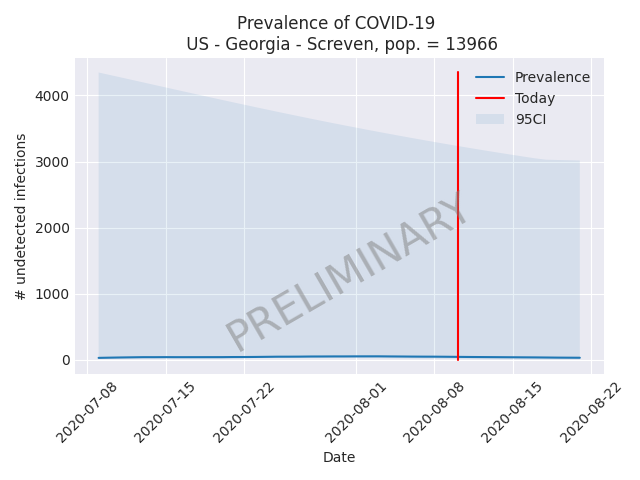 Prevalence of COVID-19
US - Georgia - Screven, pop. = 13966
Prevalence
Today
95CI
4000
3000
2000
1000
0
# undetected infections
PRELIMINARY
2020-07-08
2020-07-15
2020-07-22
2020-08-01
2020-08-08
2020-08-15
2020-08-22
Date